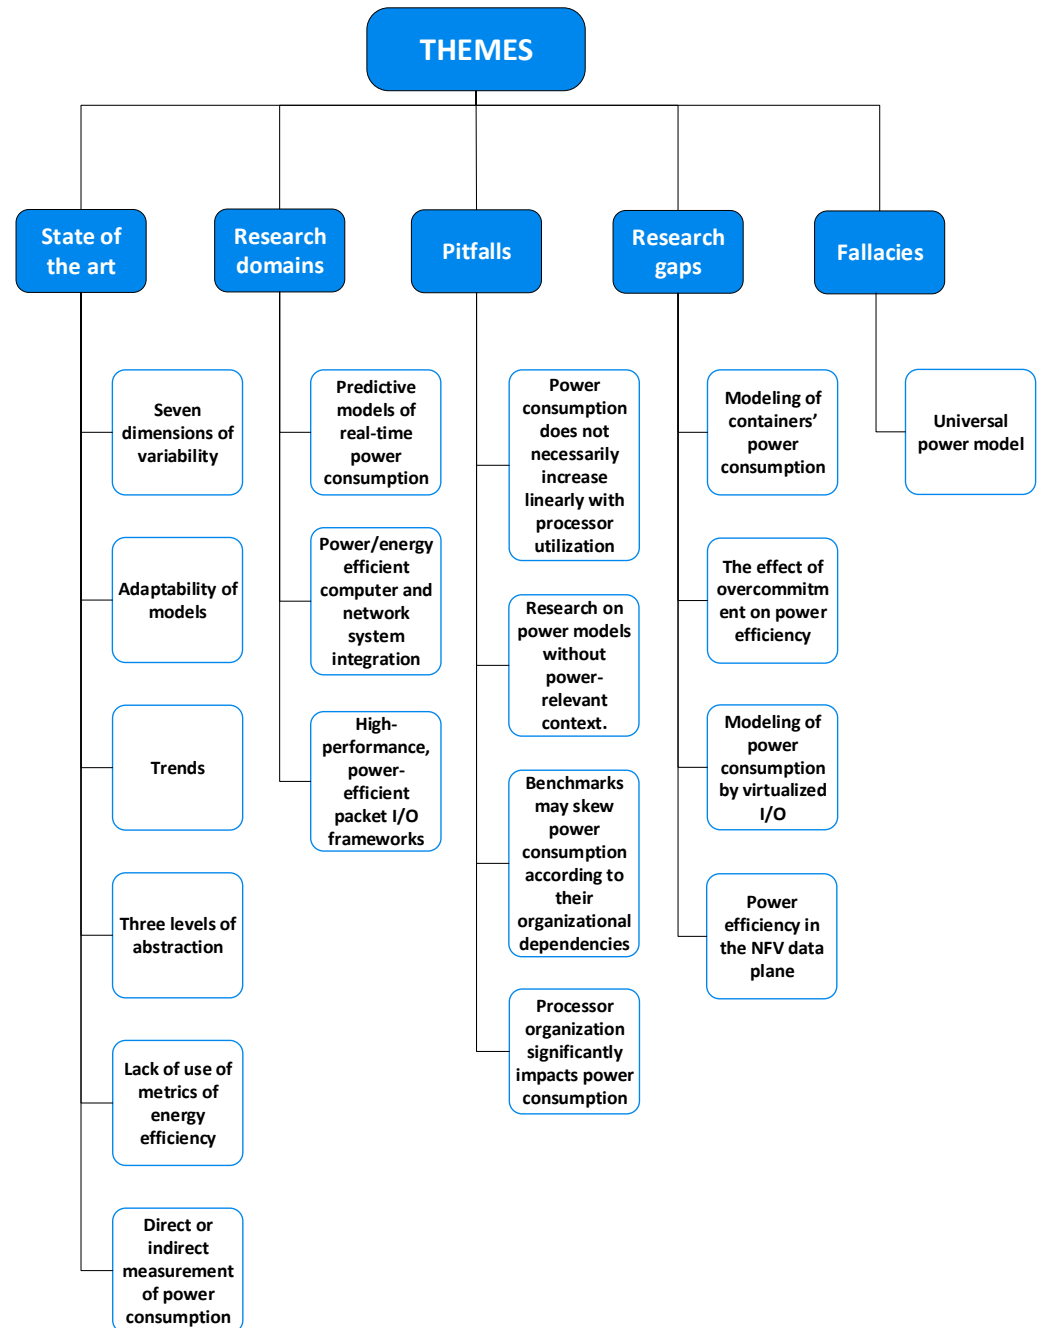 THEMES
State of
the art
Research
domains
Pitfalls
Research
gaps
Fallacies
Seven
dimensions of
variability
Adaptability of
models
Trends
Three levels of
abstraction
Lack of use of
metrics of
energy
efficiency
Direct or
indirect
measurement
of power
consumption
Predictive
models of
real-time
power
consumption
Power/energy
efficient
computer and
network
system
integration
High-
performance,
power-
efficient
packet I/O
frameworks
Power
consumption
does not
necessarily
increase
linearly with
processor
utilization
Research on
power models
without
power-
relevant
context.
Benchmarks
may skew
power
consumption
according to
their
organizational
dependencies
Processor
organization
significantly
impacts power
consumption
Modeling of
containers’
power
consumption
The effect of
overcommitm
ent on power
efficiency
Modeling of
power
consumption
by virtualized
I/O
Power
efficiency in
the NFV data
plane
Universal
power model